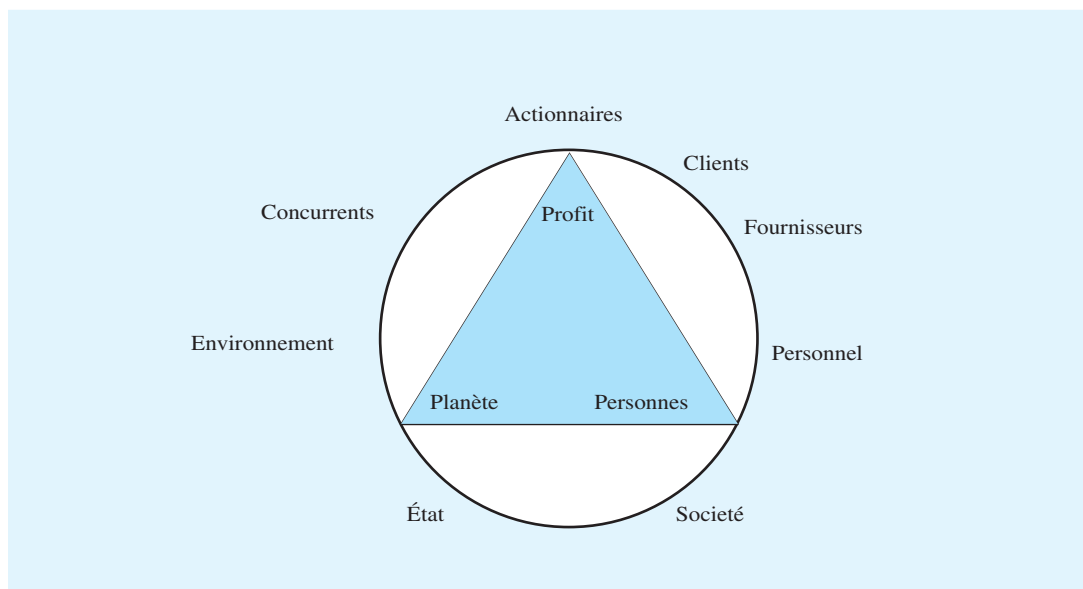 Actionnaires
Clients
Concurrents
Profit
Fournisseurs
Environnement
Personnel
Planète
Personnes
État
Societé